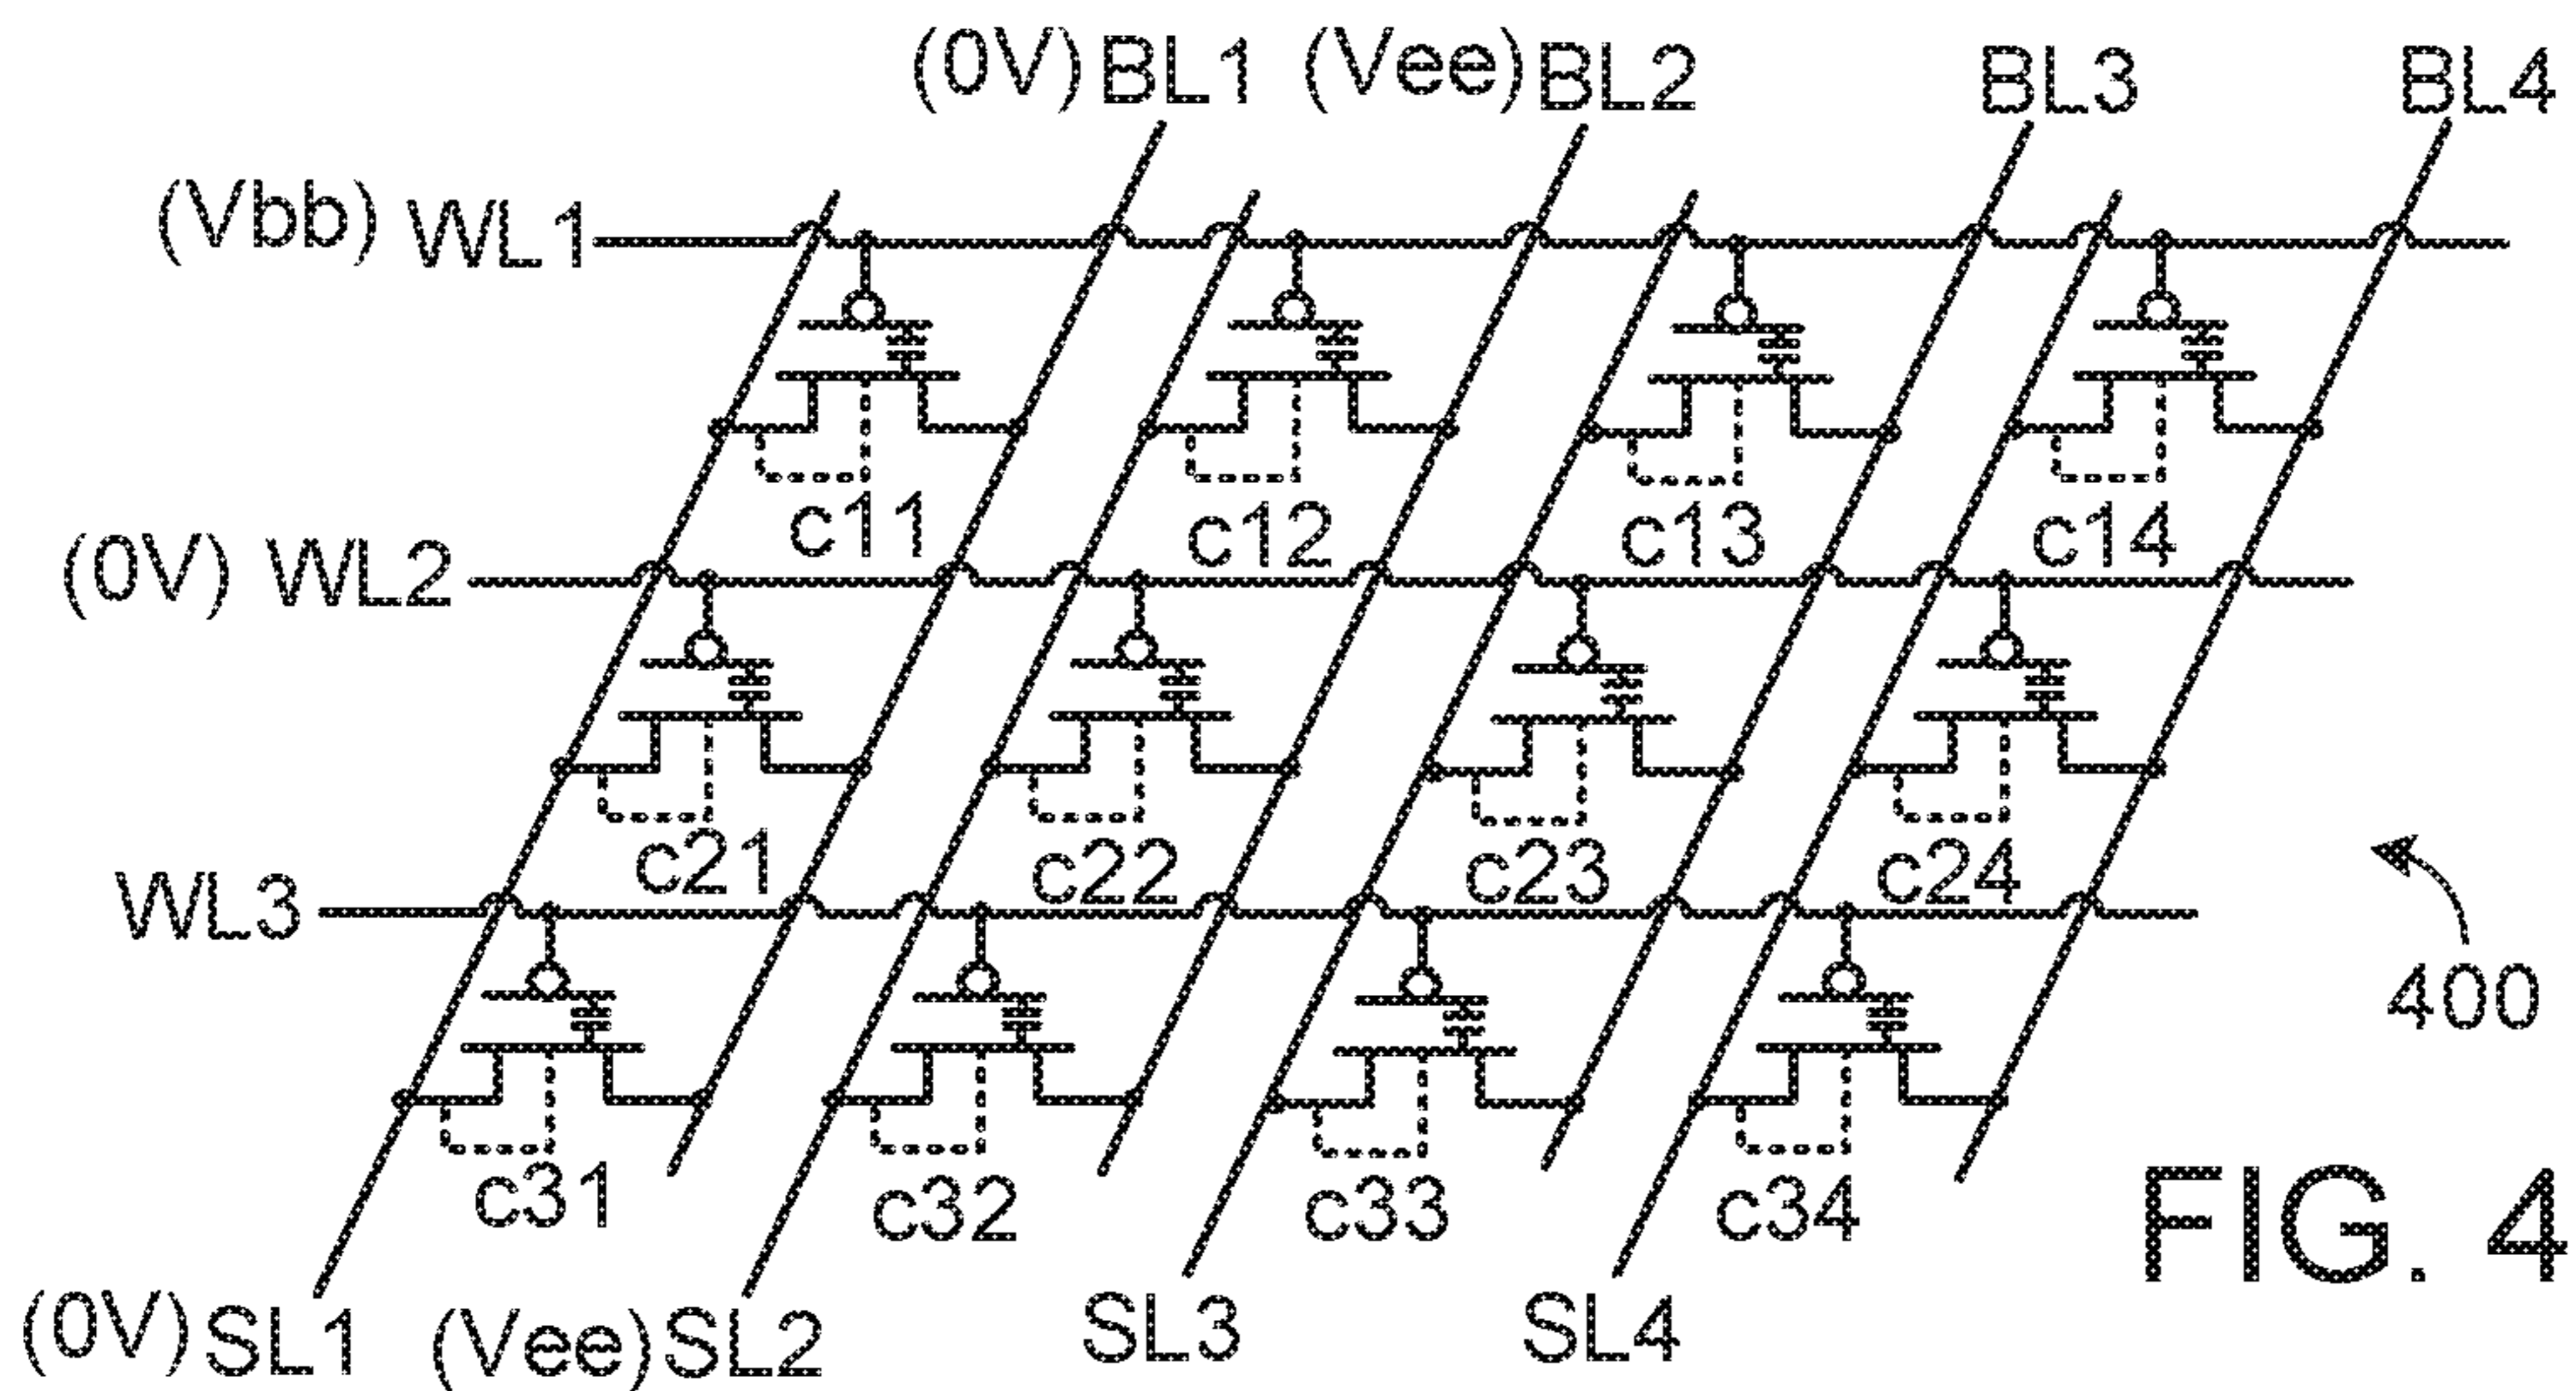 (0V) BL1 (Vee) BL2 BL3 BL4
(Vbb) WL1
c11 c12 c13 c14
(0V) WL2
c21 c22 c23 c24
WL3
400
c31 c32 c33 c34
FIG. 4
(0V) SL1 (Vee) SL2 SL3 SL4